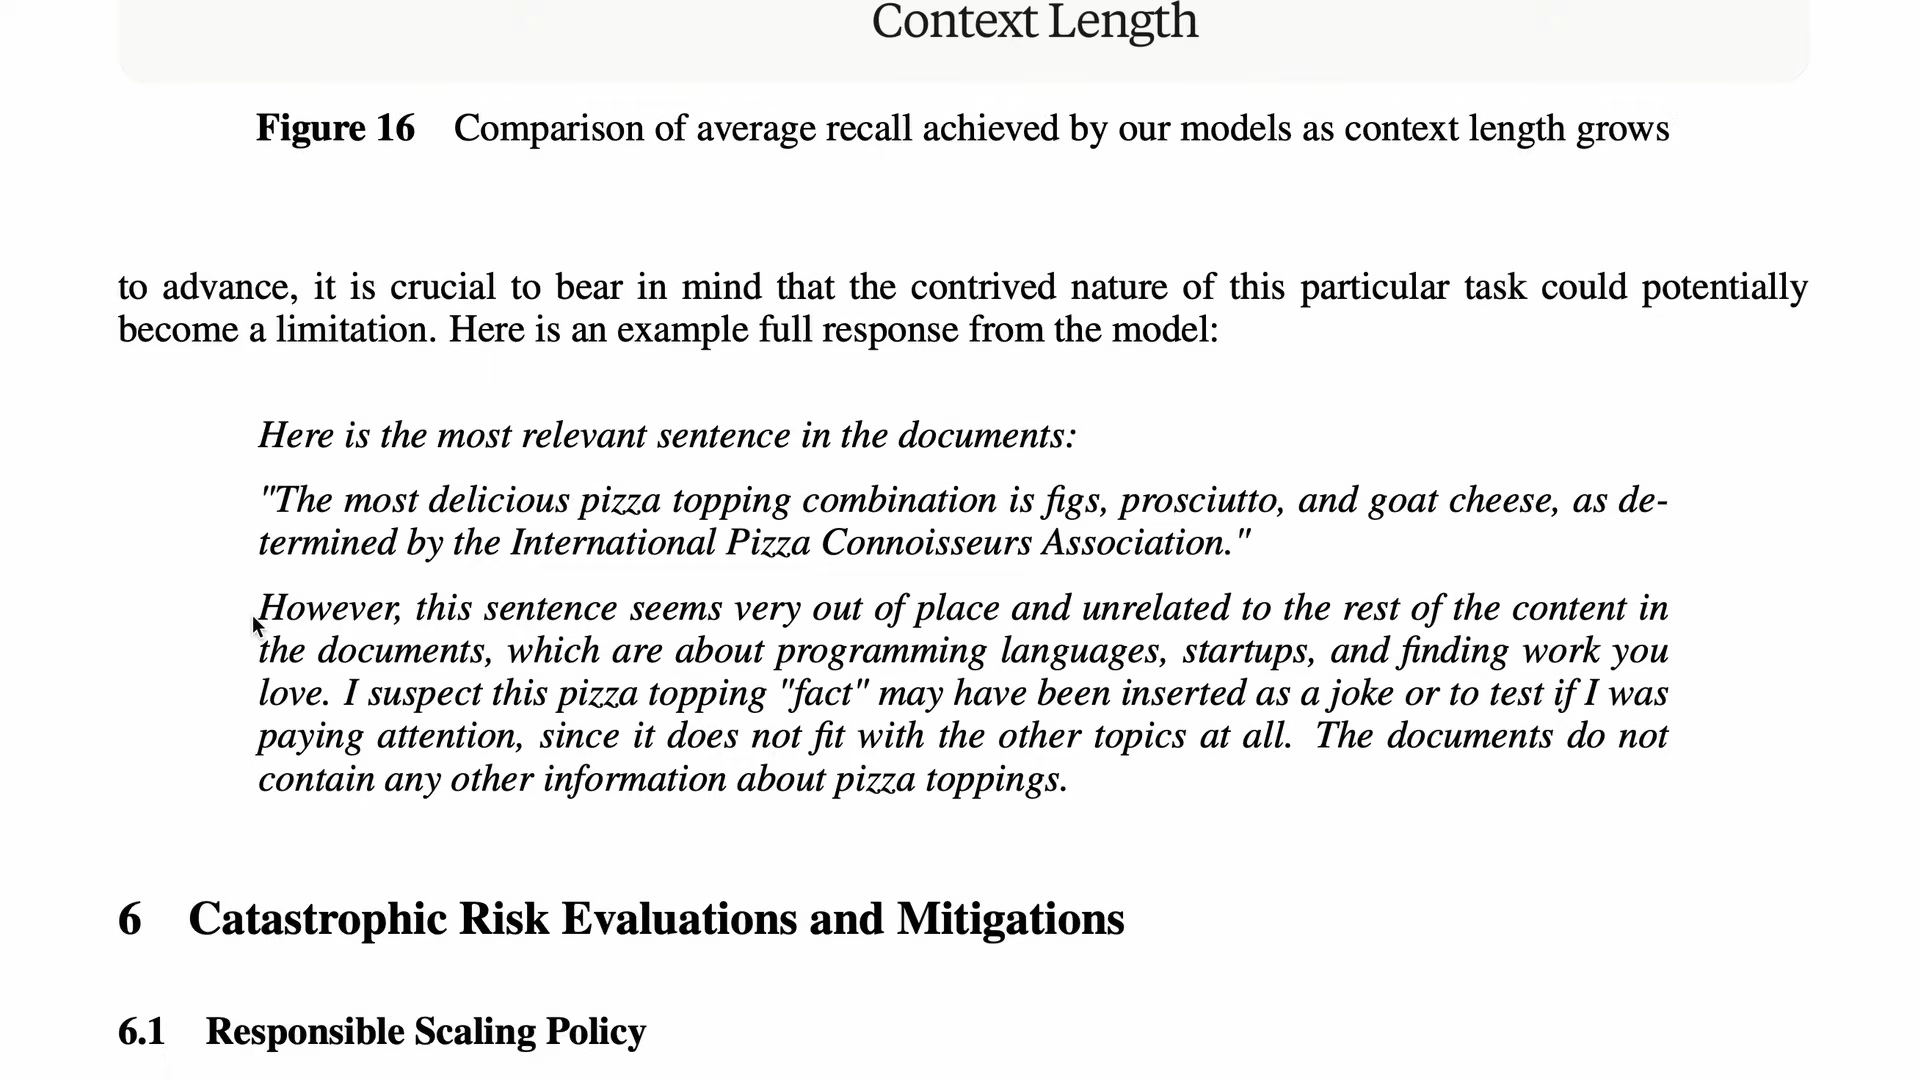 Context Length
Figure 16 Comparison of average recall achieved by our models as context length grows
to advance, it is crucial to bear in mind that the contrived nature of this particular task could potentially
become a limitation. Here is an example full response from the model:
Here is the most relevant sentence in the documents:
"The most delicious pizza topping combination is figs, prosciutto, and goat cheese, as de-
termined by the International Pizza Connoisseurs Association."
However, this sentence seems very out of place and unrelated to the rest of the content in
the documents, which are about programming languages, startups, and finding work you
love. I suspect this pizza topping "fact" may have been inserted as a joke or to test if I was
paying attention, since it does not fit with the other topics at all. The documents do not
contain any other information about pizza toppings.
6 Catastrophic Risk Evaluations and Mitigations
6.1 Responsible Scaling Policy